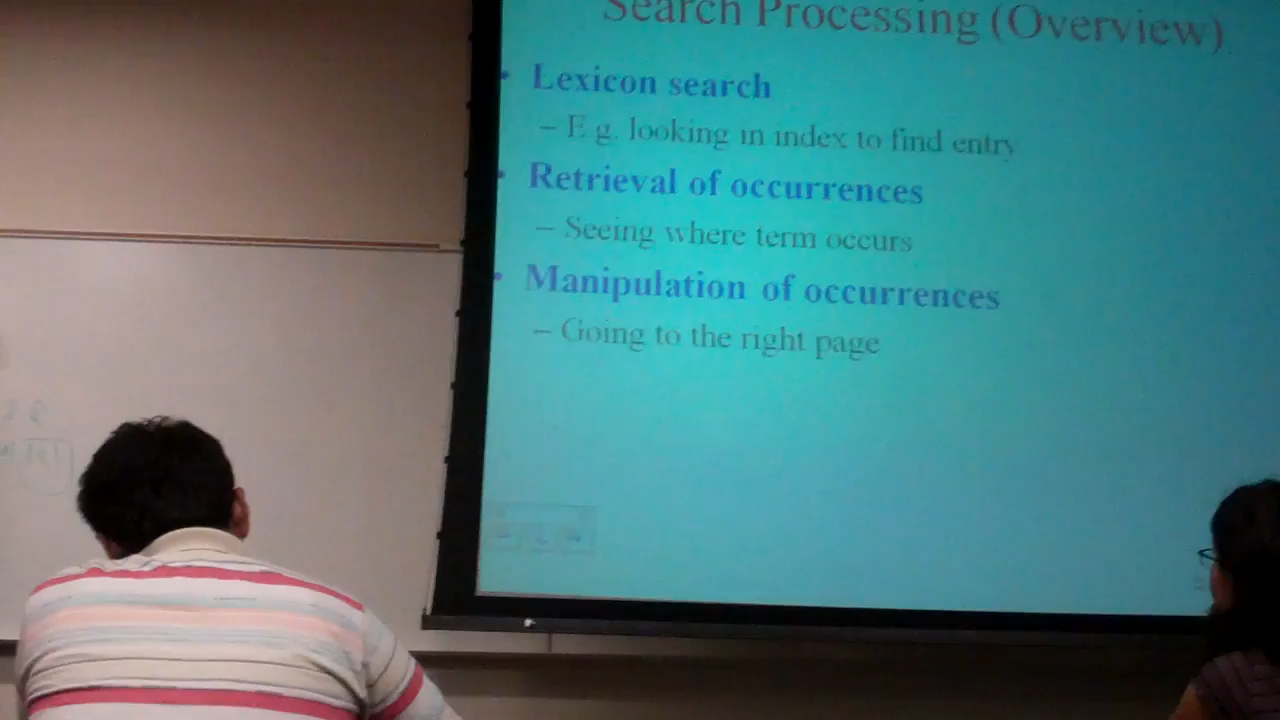 Search Processing (Overview)
• Lexicon search
– E.g. looking in index to find entry
• Retrieval of occurrences
– Seeing where term occurs
• Manipulation of occurrences
– Going to the right page